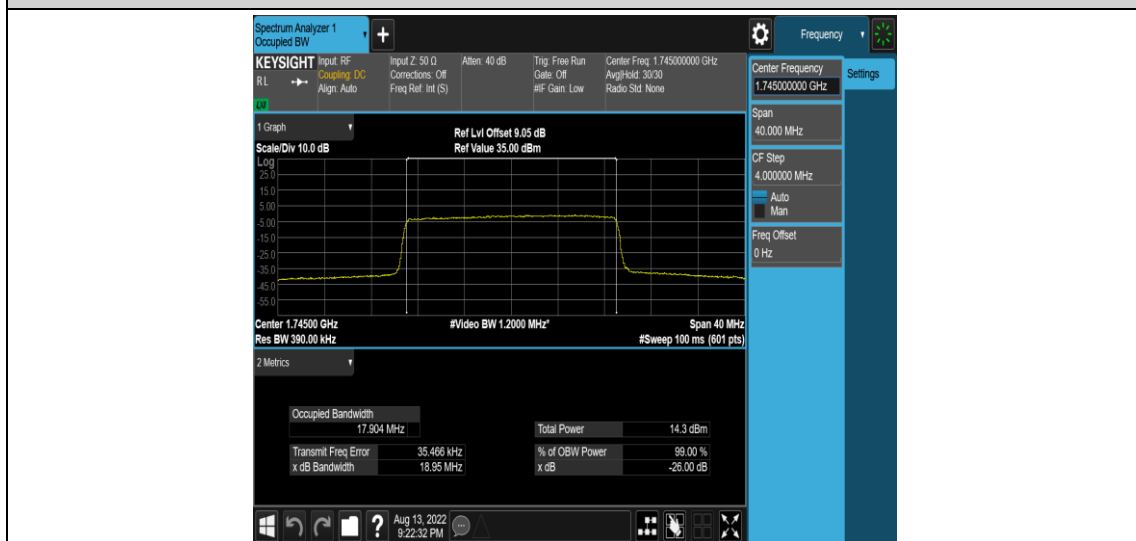 Spectrum Analyzer 1
Occupied BW
+
Frequency
KEYSIGHT
RL
LXI
Input: RF
Coupling: DC
Align: Auto
Input Z: 50 Ω
Corrections: Off
Freq Ref: Int (S)
Atten: 40 dB
Trig: Free Run
Gate: Off
#IF Gain: Low
Center Freq: 1.745000000 GHz
Avg|Hold: 30/30
Radio Std: None
Center Frequency
1.745000000 GHz
Settings
Span
40.000 MHz
CF Step
4.000000 MHz
Auto
Man
Freq Offset
0 Hz
1 Graph
Scale/Div 10.0 dB
Ref Lvl Offset 9.05 dB
Ref Value 35.00 dBm
Log
25.0
15.0
5.00
-5.00
-15.0
-25.0
-35.0
-45.0
-55.0
Center 1.74500 GHz
#Video BW 1.2000 MHz*
Span 40 MHz
Res BW 390.00 kHz
#Sweep 100 ms (601 pts)
2 Metrics
Occupied Bandwidth
17.904 MHz
Total Power 14.3 dBm
Transmit Freq Error 35.466 kHz
% of OBW Power 99.00 %
x dB Bandwidth 18.95 MHz
x dB -26.00 dB
?
Aug 13, 2022
9:22:32 PM